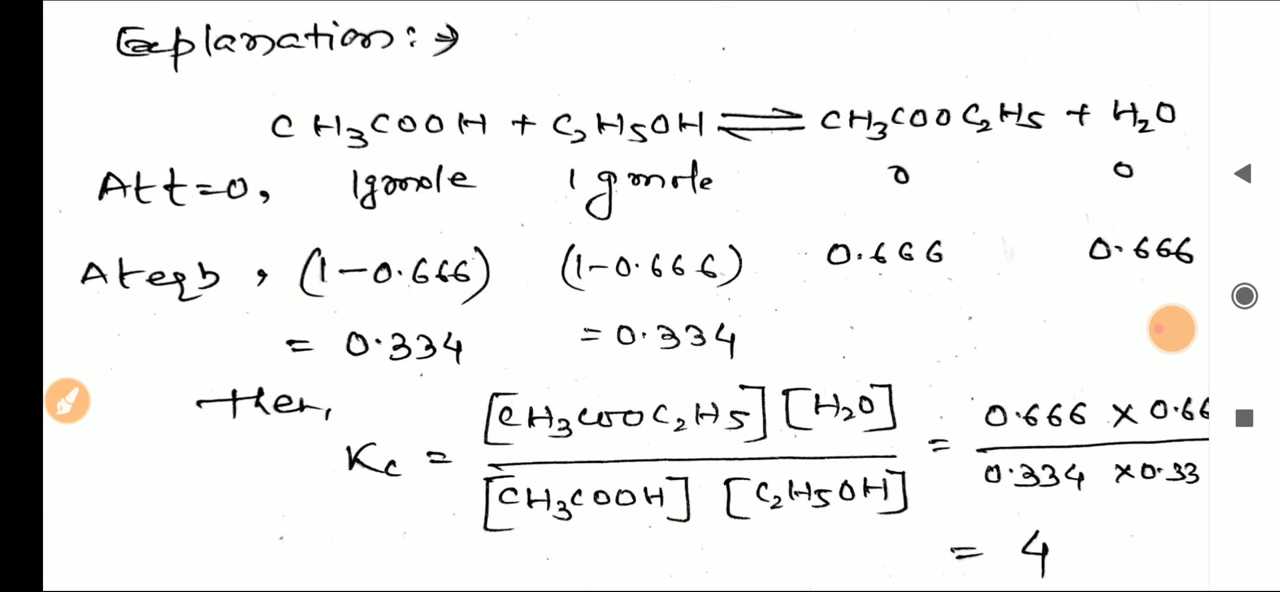 Explanation: →
CH₃COOH + C₂H₅OH ⇌ CH₃COOC₂H₅ + H₂O
At t=0, 1gmole 1gmole 0 0
At eqb, (1-0.666) (1-0.666) 0.666 0.666
= 0.334 = 0.334
then,
Kc = [CH₃COOC₂H₅] [H₂O] / [CH₃COOH] [C₂H₅OH] = 0.666 × 0.66 / 0.334 × 0.33
= 4